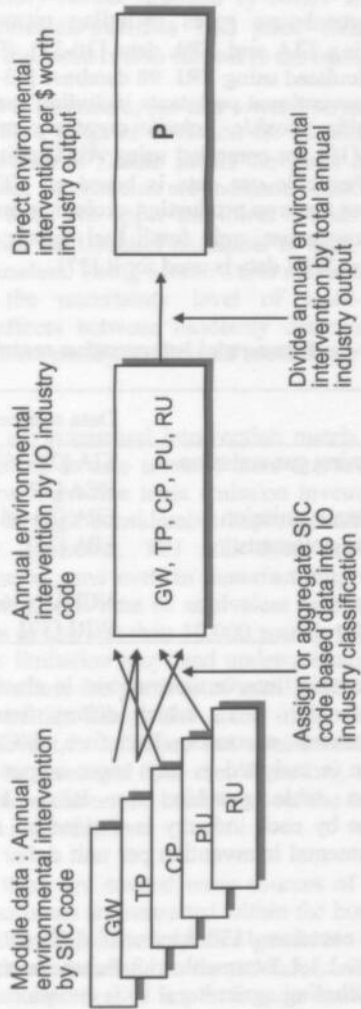 Module data : Annual
environmental intervention
by SIC code
GW
TP
CP
PU
RU
Assign or aggregate SIC
code based data into IO
industry classification
Annual environmental
intervention by IO industry
code
GW, TP, CP, PU, RU
Divide annual environmental
intervention by total annual
industry output
Direct environmental
intervention per $ worth
industry output
P